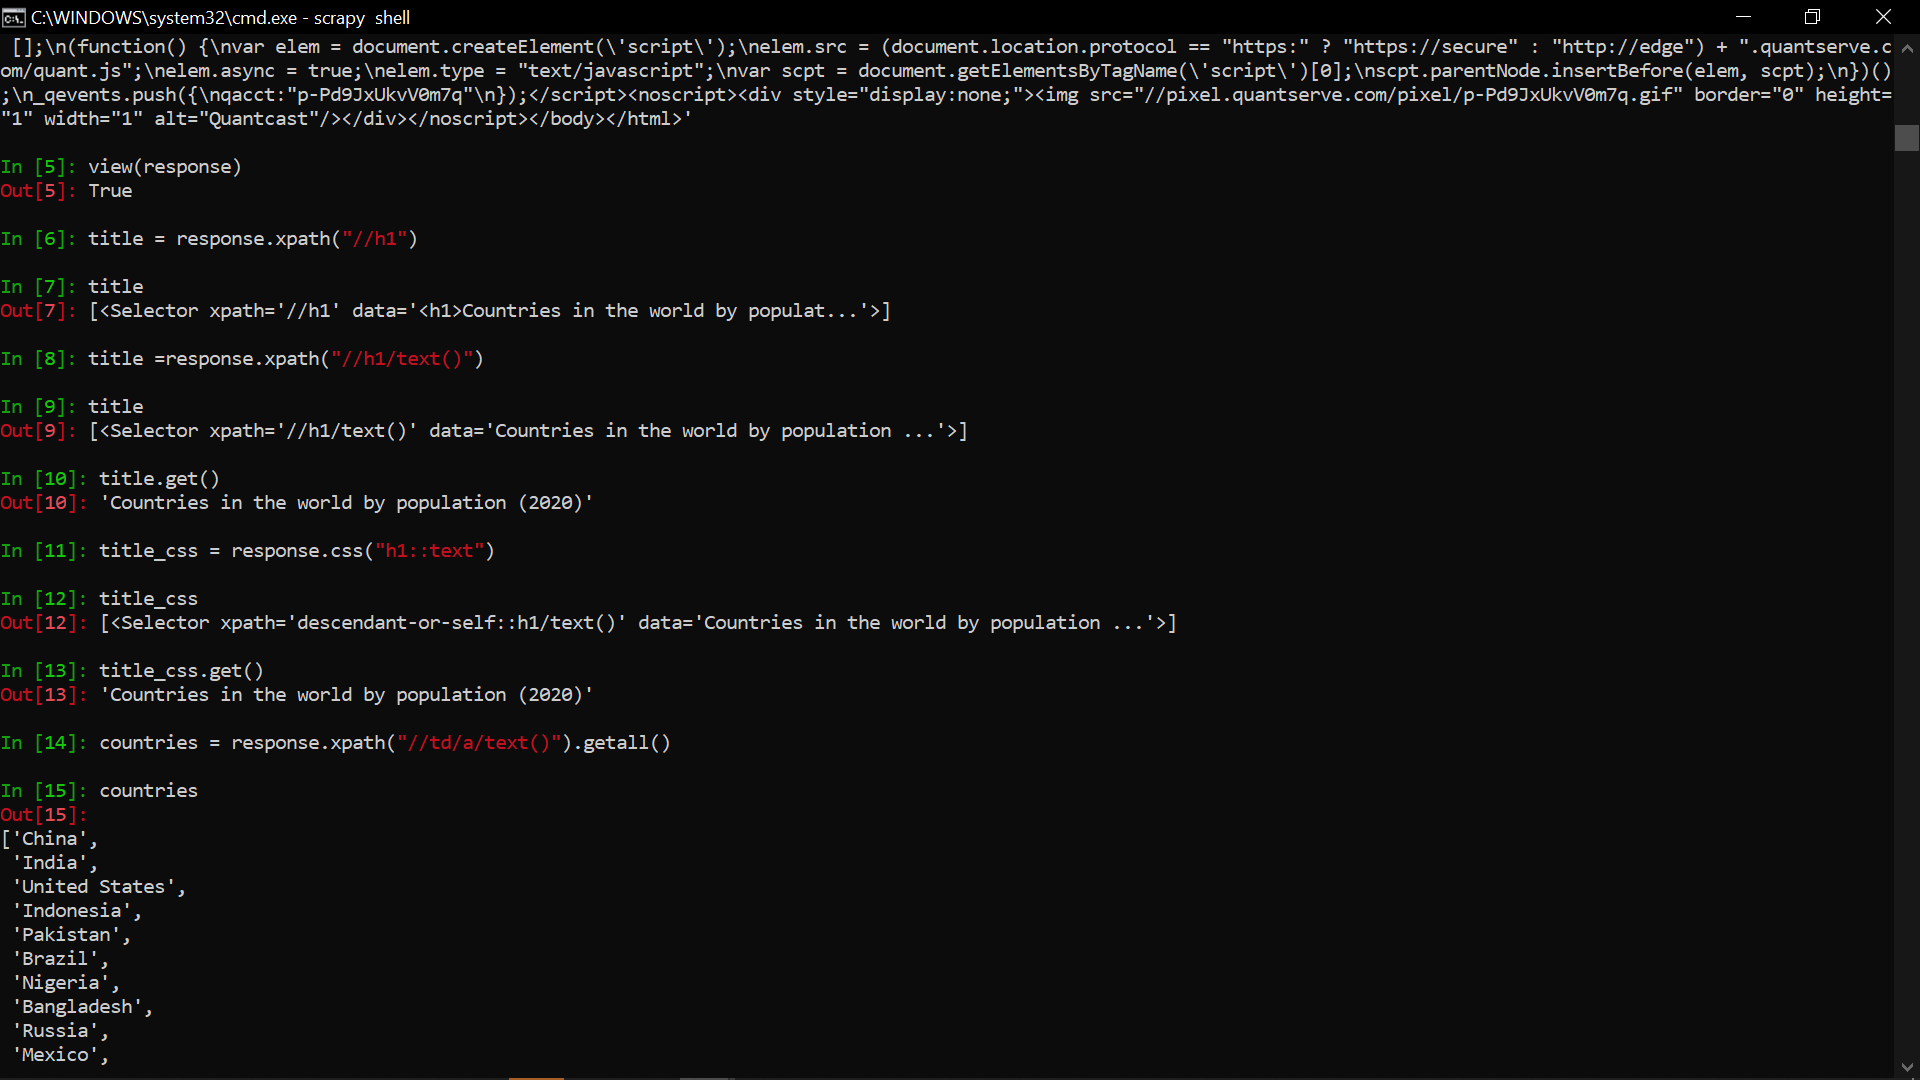 C:\WINDOWS\system32\cmd.exe - scrapy  shell
[];\n(function() {\nvar elem = document.createElement(\'script\');\nelem.src = (document.location.protocol == "https:" ? "https://secure" : "http://edge") + ".quantserve.c
om/quant.js";\nelem.async = true;\nelem.type = "text/javascript";\nvar scpt = document.getElementsByTagName(\'script\')[0];\nscpt.parentNode.insertBefore(elem, scpt);\n})()
;\n_qevents.push({\nqacct:"p-Pd9JxUkvV0m7q"\n});</script><noscript><div style="display:none;"><img src="//pixel.quantserve.com/pixel/p-Pd9JxUkvV0m7q.gif" border="0" height=
"1" width="1" alt="Quantcast"/></div></noscript></body></html>'
In [5]: view(response)
Out[5]: True
In [6]: title = response.xpath("//h1")
In [7]: title
Out[7]: [<Selector xpath='//h1' data='<h1>Countries in the world by populat...'>]
In [8]: title =response.xpath("//h1/text()")
In [9]: title
Out[9]: [<Selector xpath='//h1/text()' data='Countries in the world by population ...'>]
In [10]: title.get()
Out[10]: 'Countries in the world by population (2020)'
In [11]: title_css = response.css("h1::text")
In [12]: title_css
Out[12]: [<Selector xpath='descendant-or-self::h1/text()' data='Countries in the world by population ...'>]
In [13]: title_css.get()
Out[13]: 'Countries in the world by population (2020)'
In [14]: countries = response.xpath("//td/a/text()").getall()
In [15]: countries
Out[15]:
['China',
'India',
'United States',
'Indonesia',
'Pakistan',
'Brazil',
'Nigeria',
'Bangladesh',
'Russia',
'Mexico',